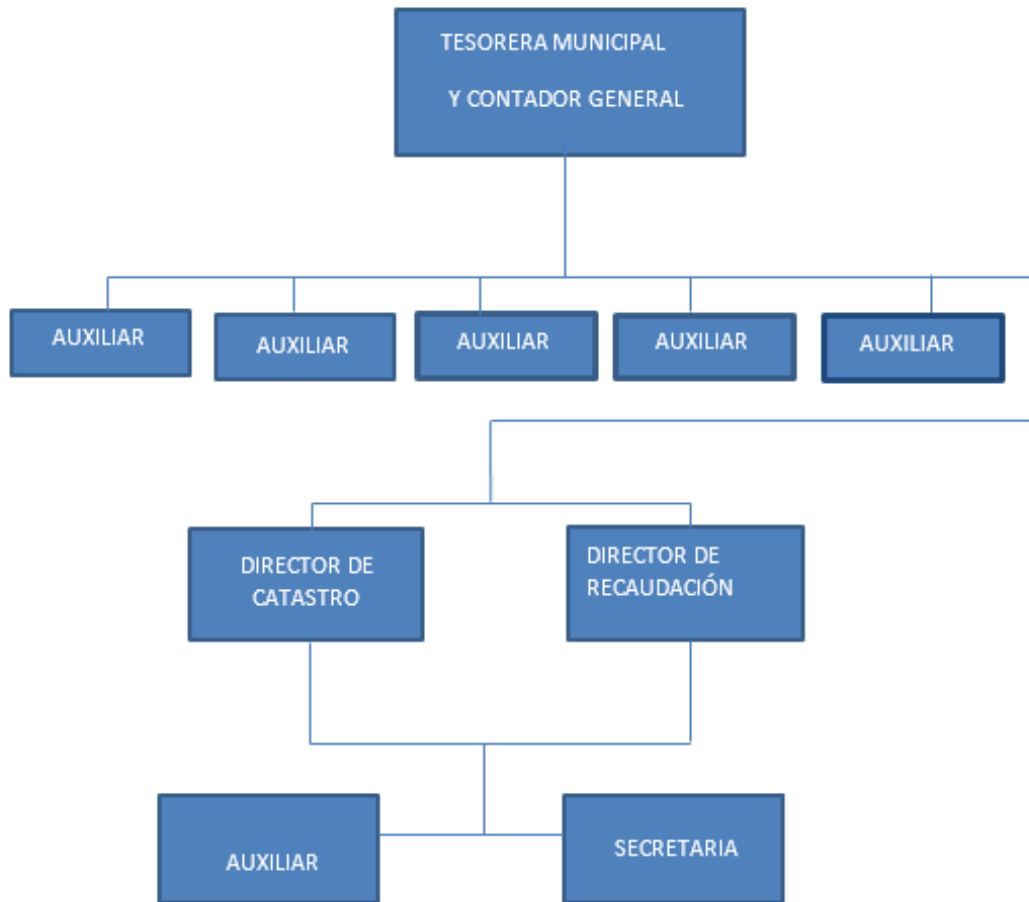 TESORERA MUNICIPAL
Y CONTADOR GENERAL
AUXILIAR
AUXILIAR
AUXILIAR
AUXILIAR
AUXILIAR
DIRECTOR DE
CATASTRO
DIRECTOR DE
RECAUDACIÓN
AUXILIAR
SECRETARIA